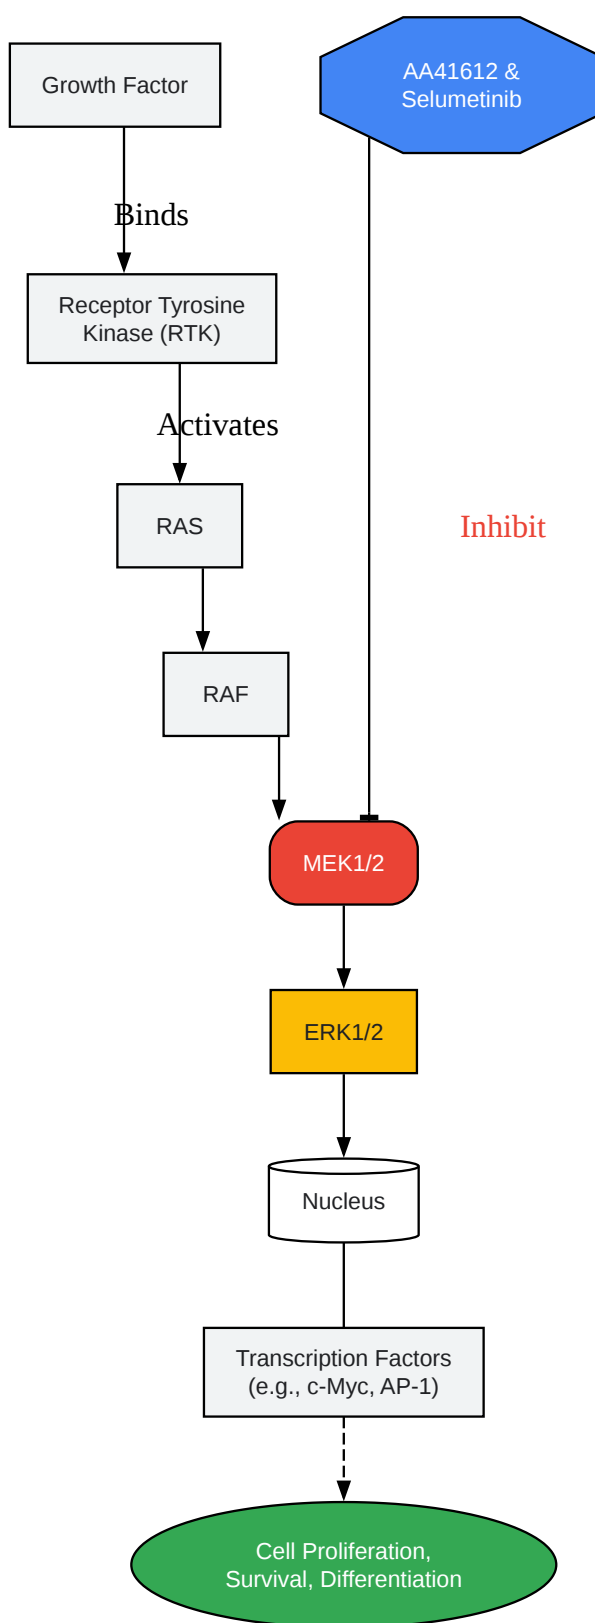 Growth Factor
AA41612 &
Selumetinib
Binds
Receptor Tyrosine
Kinase (RTK)
Activates
RAS
Inhibit
RAF
MEK1/2
ERK1/2
Nucleus
Transcription Factors
(e.g., c-Myc, AP-1)
Cell Proliferation,
Survival, Differentiation